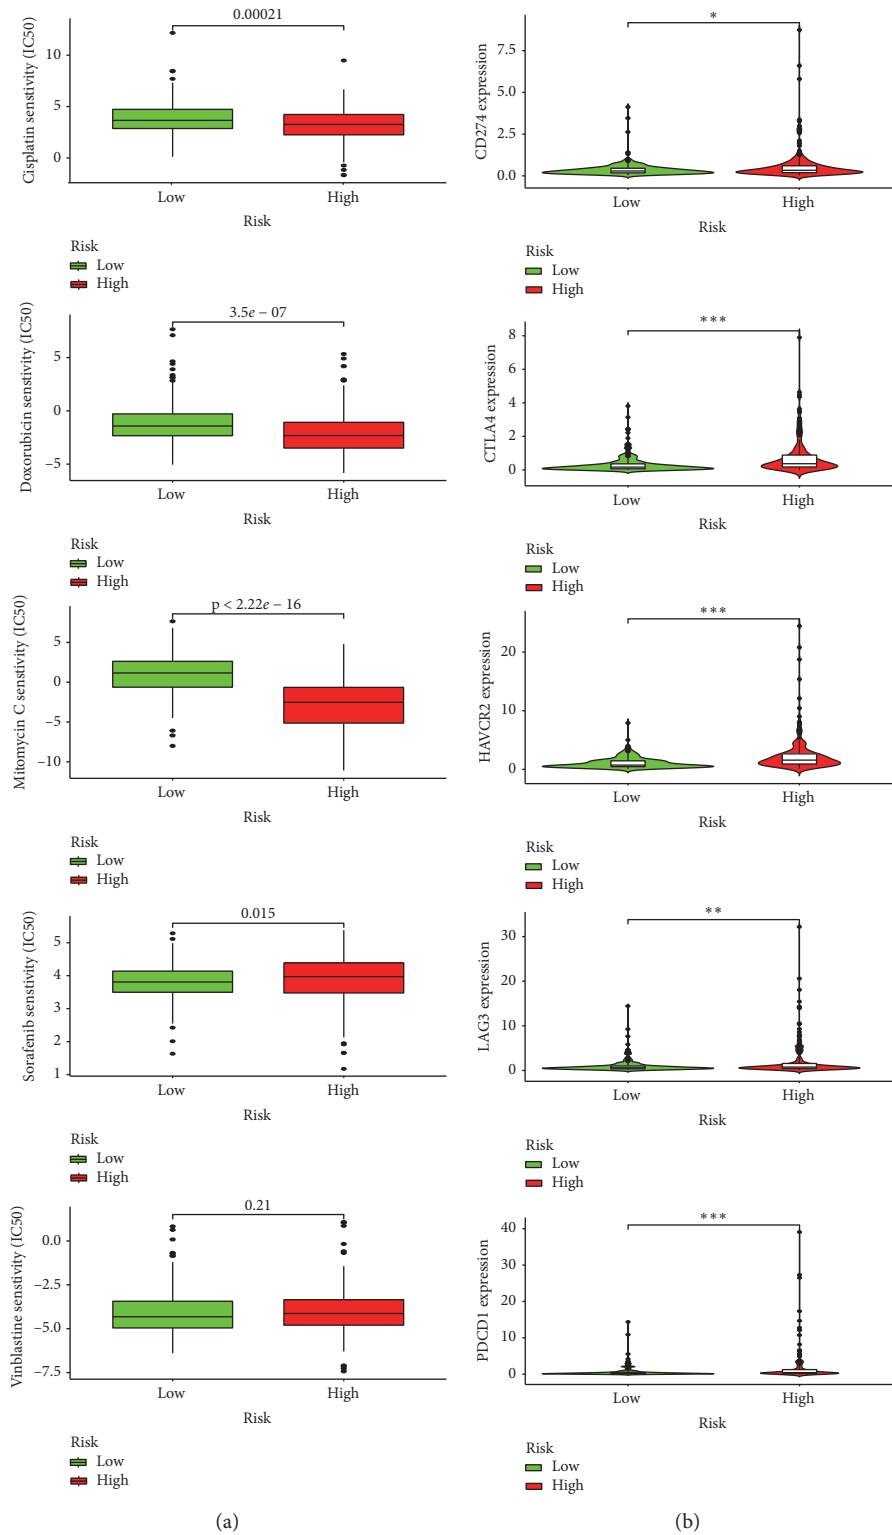 0.00021
Cisplatin senstivity (IC50)
10
5
0
Low
High
Risk
Risk
Low
High
3.5e − 07
Doxorubicin senstivity (IC50)
5
0
−5
Low
High
Risk
Risk
Low
High
p < 2.22e − 16
Mitomycin C senstivity (IC50)
5
0
−5
−10
Low
High
Risk
Risk
Low
High
0.015
Sorafenib senstivity (IC50)
5
4
3
2
1
Low
High
Risk
Risk
Low
High
0.21
Vinblastine senstivity (IC50)
0.0
−2.5
−5.0
−7.5
Low
High
Risk
Risk
Low
High
(a)
*
CD274 expression
7.5
5.0
2.5
0.0
Low
High
Risk
Risk
Low
High
***
CTLA4 expression
8
6
4
2
0
Low
High
Risk
Risk
Low
High
***
HAVCR2 expression
20
10
0
Low
High
Risk
Risk
Low
High
**
LAG3 expression
30
20
10
0
Low
High
Risk
Risk
Low
High
***
PDCD1 expression
40
30
20
10
0
Low
High
Risk
Risk
Low
High
(b)